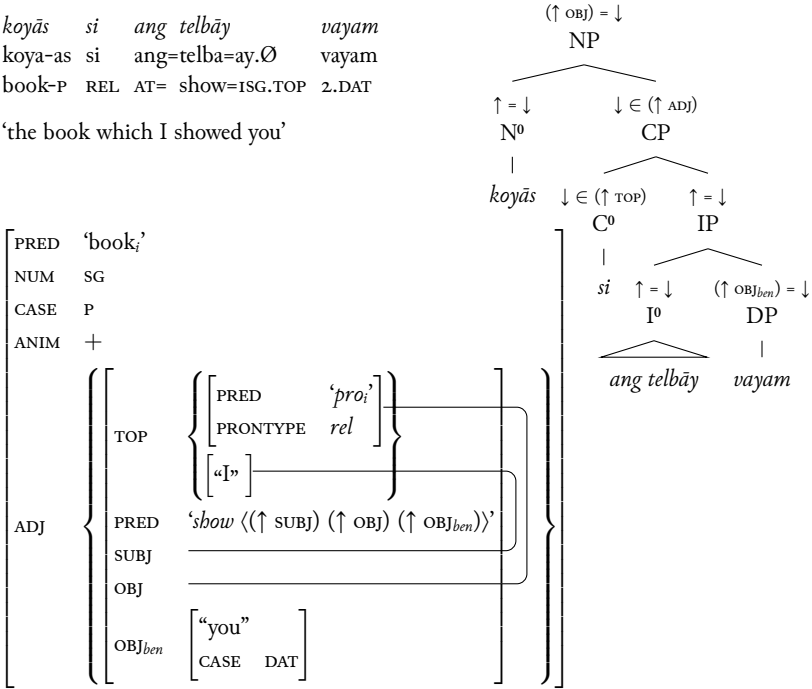 koyās si ang telbāy vayam
koya-as si ang=telba=ay.Ø vayam
book-P REL AT= show=1SG.TOP 2.DAT
‘the book which I showed you’
(↑ OBJ) = ↓
NP
↑ = ↓ ↓ ∈ (↑ ADJ)
N⁰ CP
koyās ↓ ∈ (↑ TOP) ↑ = ↓
C⁰ IP
si ↑ = ↓ (↑ OBJben) = ↓
I⁰ DP
ang telbāy vayam
PRED ‘booki’
NUM SG
CASE P
ANIM +
ADJ
TOP
PRED ‘proi’
PRONTYPE rel
“I”
PRED ‘show ⟨(↑ SUBJ) (↑ OBJ) (↑ OBJben)⟩’
SUBJ
OBJ
OBJben
“you”
CASE DAT